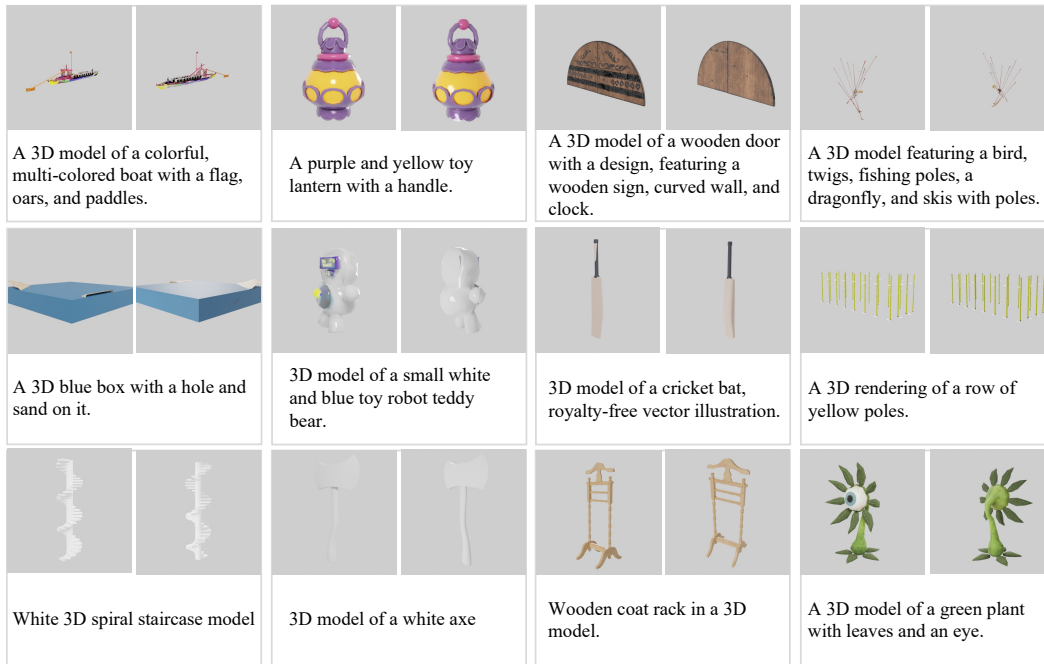 A 3D model of a colorful,
multi-colored boat with a flag,
oars, and paddles.
A purple and yellow toy
lantern with a handle.
A 3D model of a wooden door
with a design, featuring a
wooden sign, curved wall, and
clock.
A 3D model featuring a bird,
twigs, fishing poles, a
dragonfly, and skis with poles.
A 3D blue box with a hole and
sand on it.
3D model of a small white
and blue toy robot teddy
bear.
3D model of a cricket bat,
royalty-free vector illustration.
A 3D rendering of a row of
yellow poles.
White 3D spiral staircase model
3D model of a white axe
Wooden coat rack in a 3D
model.
A 3D model of a green plant
with leaves and an eye.